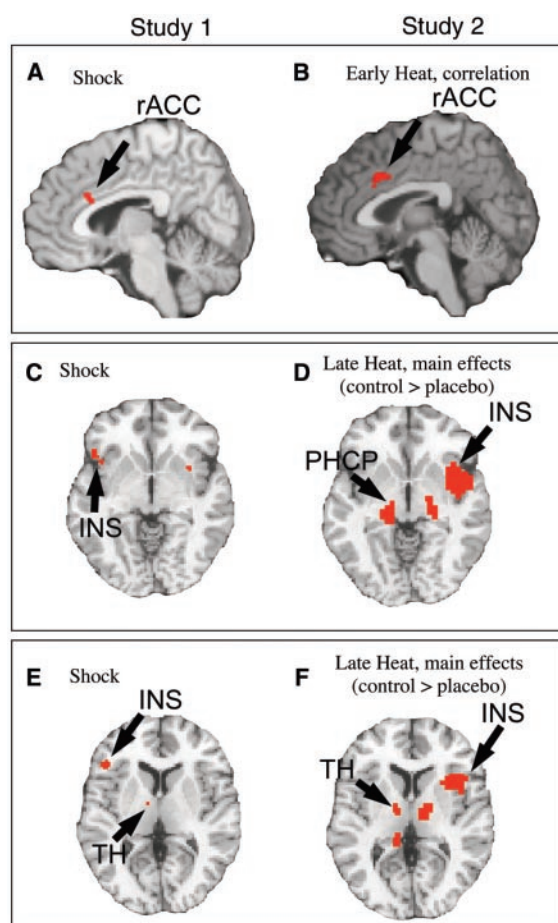 Study 1
Study 2
A
Shock
rACC
B
Early Heat, correlation
rACC
C
Shock
INS
D
Late Heat, main effects
(control > placebo)
INS
PHCP
E
Shock
INS
TH
F
Late Heat, main effects
(control > placebo)
INS
TH